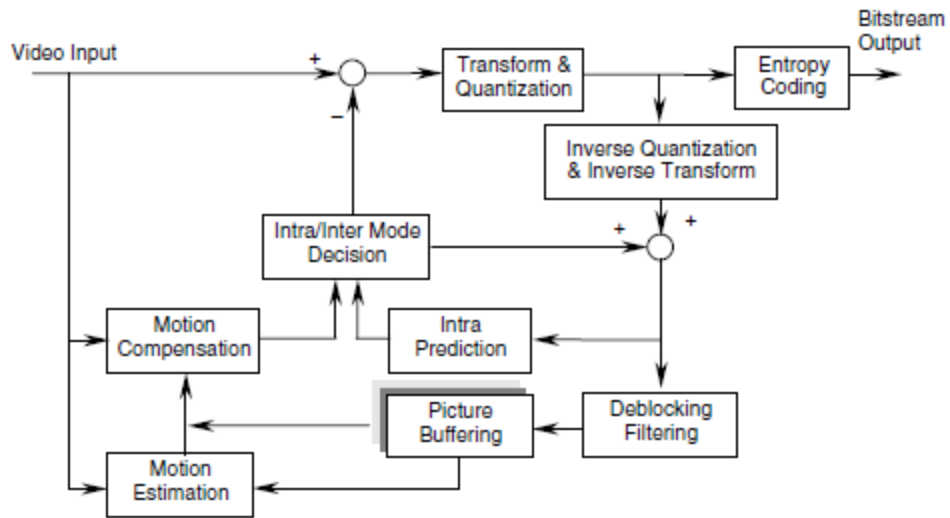 Bitstream
Output
Video Input
+
Transform &
Quantization
Entropy
Coding
–
Inverse Quantization
& Inverse Transform
+
+
Intra/Inter Mode
Decision
Motion
Compensation
Intra
Prediction
Picture
Buffering
Deblocking
Filtering
Motion
Estimation